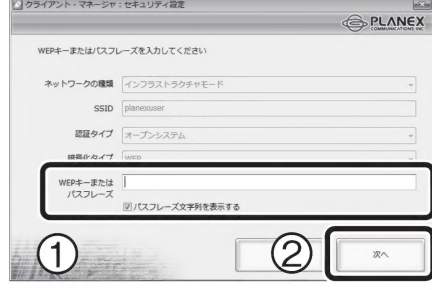 クライアント・マネージャ：セキュリティ設定
PLANEX
COMMUNICATIONS INC.
WEPキーまたはパスフレーズを入力してください
ネットワークの種類 インフラストラクチャモード
SSID planexuser
認証タイプ オープンシステム
暗号化タイプ WEP
WEPキーまたは
パスフレーズ
パスフレーズ文字列を表示する
① ② 次へ